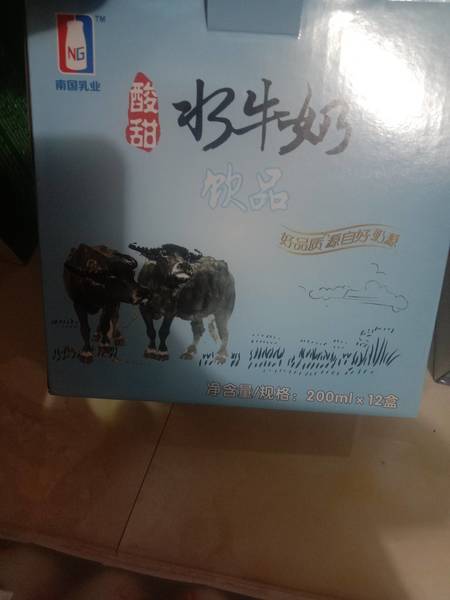 NG
TM
南国乳业
酸甜
水牛奶
饮品
好品质 源自好奶源
净含量/规格：200ml×12盒